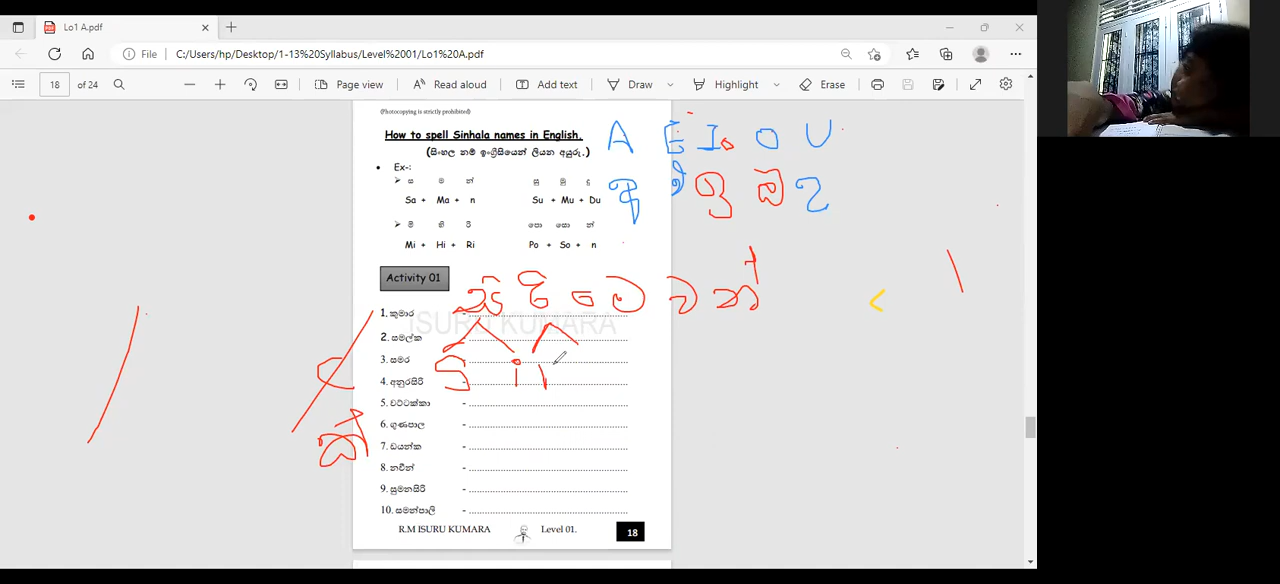 Lo1 A.pdf
File C:/Users/hp/Desktop/1-13%20Syllabus/Level%2001/Lo1%20A.pdf
18 of 24 Page view Read aloud Add text Draw Highlight Erase
(Photocopying is strictly prohibited)
How to spell Sinhala names in English.
(සිංහල නම් ඉංග්‍රීසියෙන් ලියන අයුරු.)
A E I O U
Ex-:
ස ම න් සු මු දු
Sa + Ma + n Su + Mu + Du
මි හි රි පො සො න්
Mi + Hi + Ri Po + So + n
Activity 01
ISURU KUMARA
1. කුමාර -
2. සමල්ක -
3. සමර -
4. අනුරසිරි -
5. වට්ටක්කා -
6. ගුණපාල -
7. ඩයන්ක -
8. නවීන් -
9. සුමනසිරි -
10. සමන්පාලි -
S i
R.M ISURU KUMARA Level 01. 18